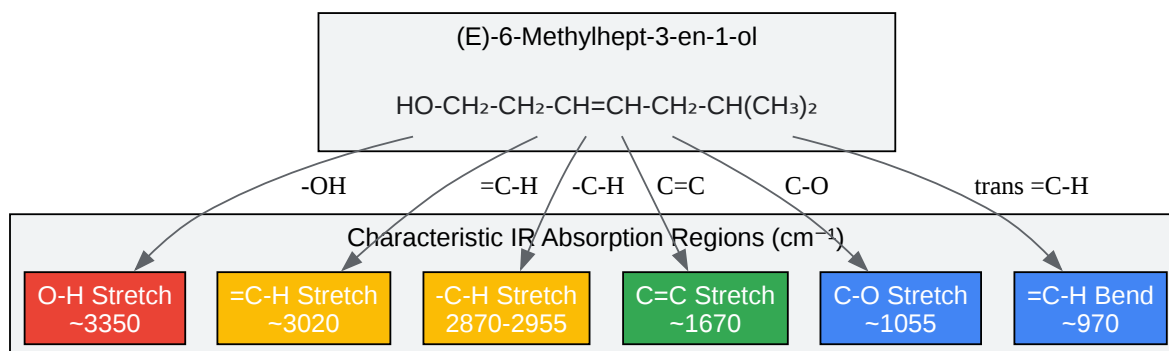 (E)-6-Methylhept-3-en-1-ol
HO-CH₂-CH₂-CH=CH-CH₂-CH(CH₃)₂
-OH
=C-H
-C-H
C=C
C-O
trans =C-H
Characteristic IR Absorption Regions (cm⁻¹)
O-H Stretch
~3350
=C-H Stretch
~3020
-C-H Stretch
2870-2955
C=C Stretch
~1670
C-O Stretch
~1055
=C-H Bend
~970